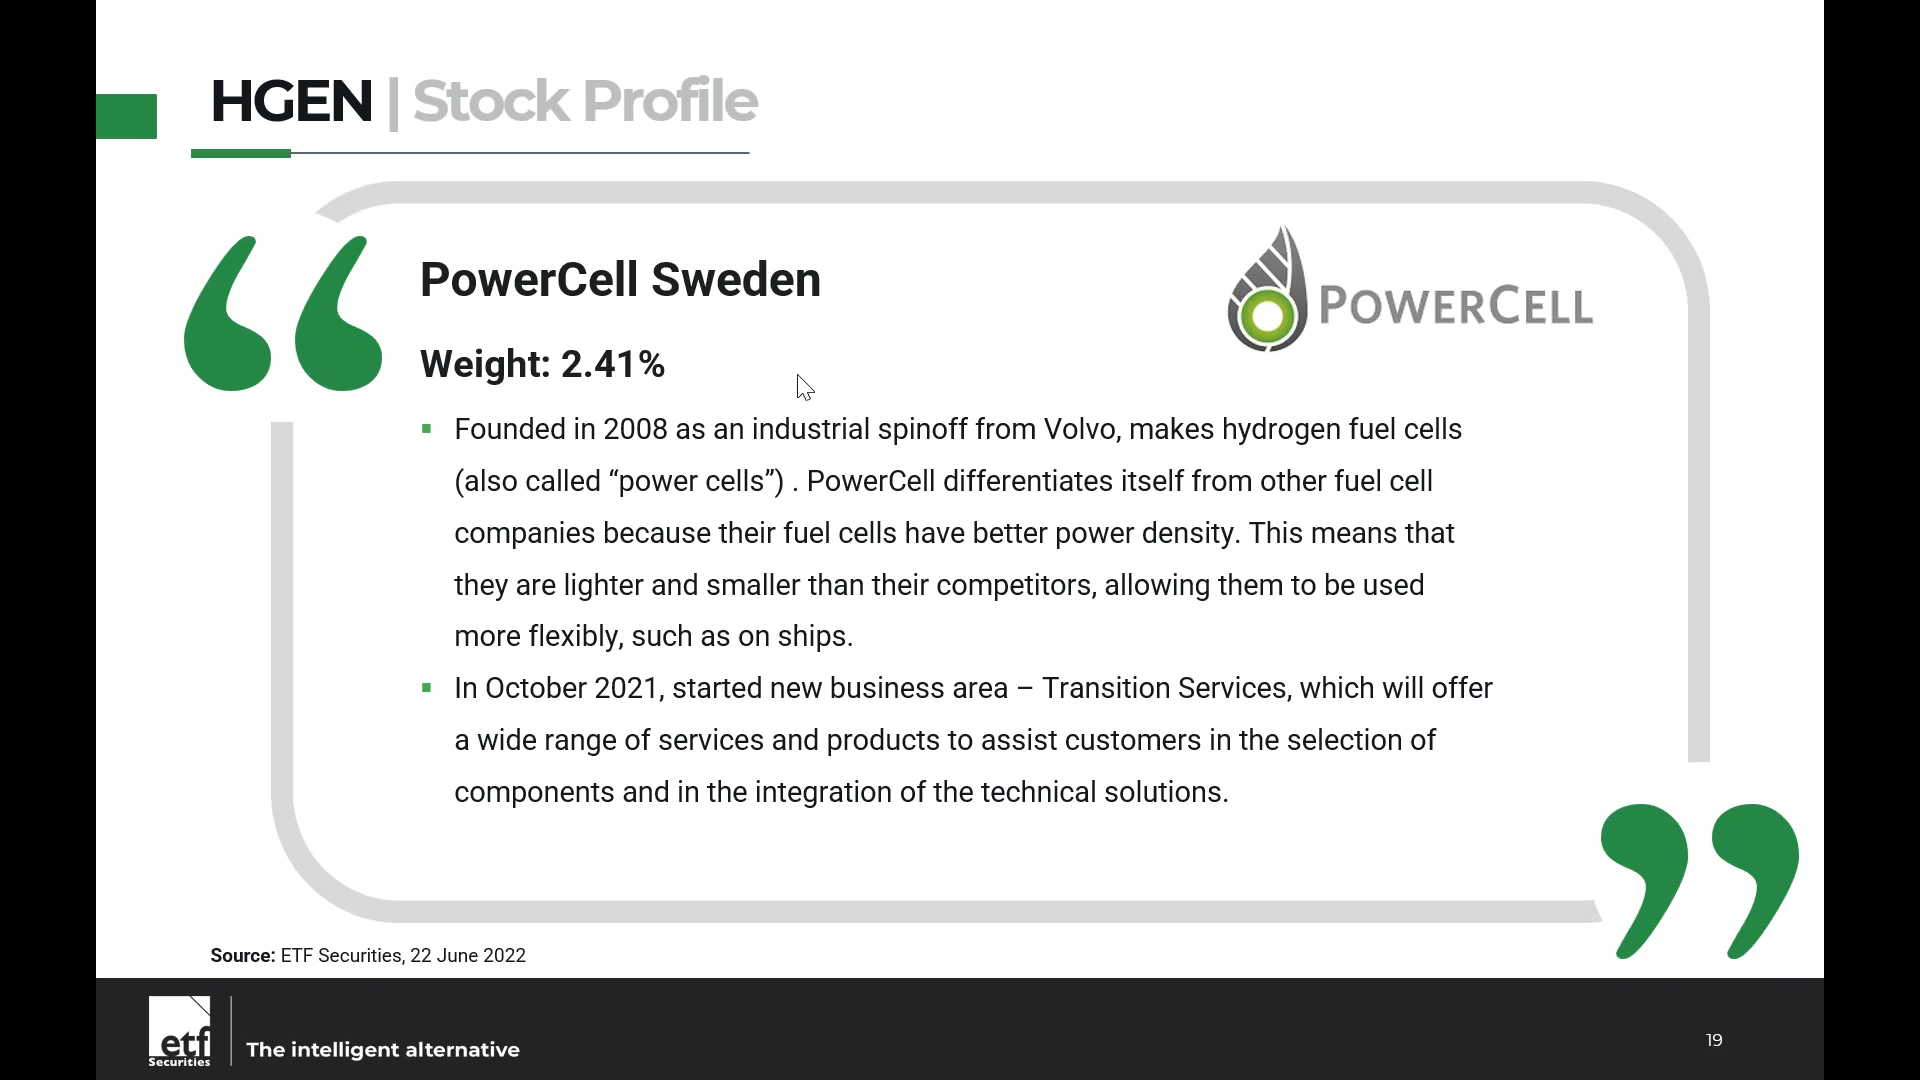 HGEN | Stock Profile
PowerCell Sweden
POWERCELL
Weight: 2.41%
Founded in 2008 as an industrial spinoff from Volvo, makes hydrogen fuel cells
(also called “power cells”) . PowerCell differentiates itself from other fuel cell
companies because their fuel cells have better power density. This means that
they are lighter and smaller than their competitors, allowing them to be used
more flexibly, such as on ships.
In October 2021, started new business area – Transition Services, which will offer
a wide range of services and products to assist customers in the selection of
components and in the integration of the technical solutions.
Source: ETF Securities, 22 June 2022
etf
Securities
The intelligent alternative
19